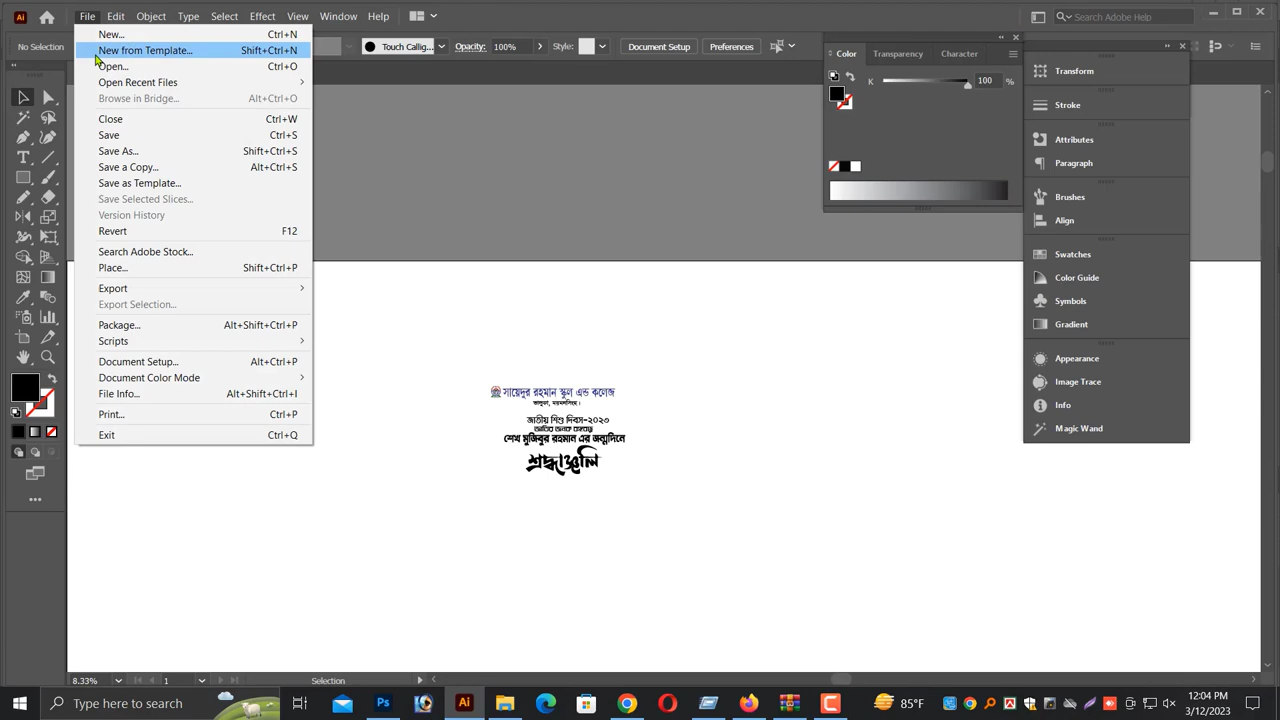 File Edit Object Type Select Effect View Window Help Search Adobe Help
No Selection Touch Callig... Opacity: 100% Style: Document Setup Preferences
New... Ctrl+N
New from Template... Shift+Ctrl+N
Open... Ctrl+O
Open Recent Files
Browse in Bridge... Alt+Ctrl+O
Close Ctrl+W
Save Ctrl+S
Save As... Shift+Ctrl+S
Save a Copy... Alt+Ctrl+S
Save as Template...
Save Selected Slices...
Version History
Revert F12
Search Adobe Stock...
Place... Shift+Ctrl+P
Export
Export Selection...
Package... Alt+Shift+Ctrl+P
Scripts
Document Setup... Alt+Ctrl+P
Document Color Mode
File Info... Alt+Shift+Ctrl+I
Print... Ctrl+P
Exit Ctrl+Q
Color Transparency Character
K 100 %
Transform
Stroke
Attributes
Paragraph
Brushes
Align
Swatches
Color Guide
Symbols
Gradient
Appearance
Image Trace
Info
Magic Wand
সায়েদুর রহমান স্কুল এন্ড কলেজ
ভালুকা, ময়মনসিংহ।
জাতীয় শিশু দিবস-২০২৩
শেখ মুজিবুর রহমান এর জন্মদিনে
শ্রদ্ধাঞ্জলি
8.33% 1 Selection
Type here to search 85°F 12:04 PM
3/12/2023